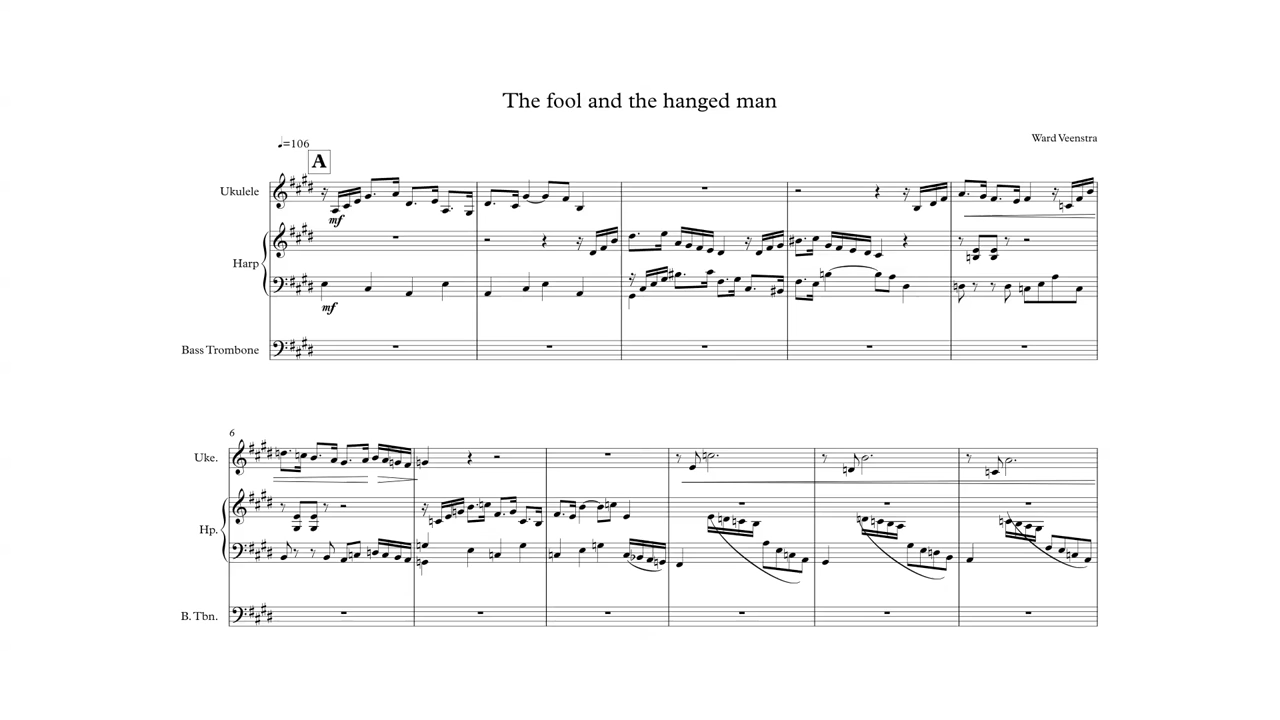 The fool and the hanged man
Ward Veenstra
♩=106
A
Ukulele
mf
Harp
mf
Bass Trombone
6
Uke.
Hp.
B. Tbn.